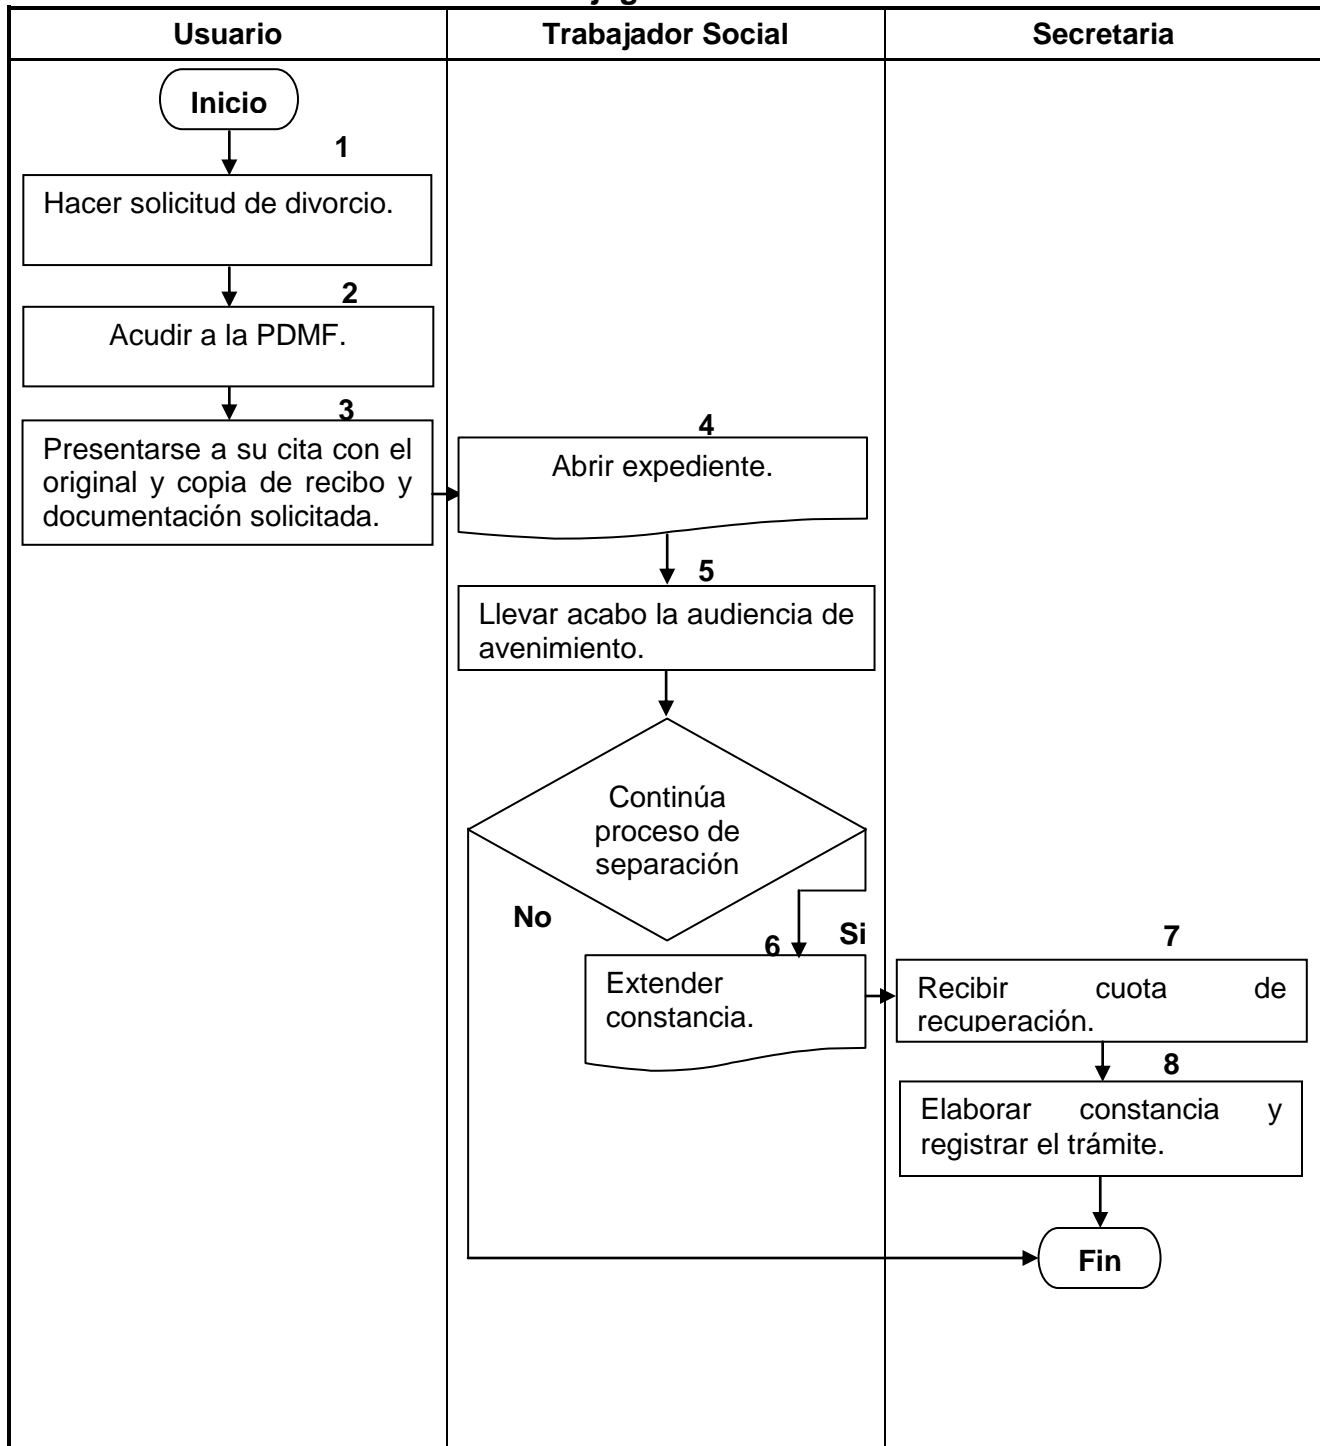 Usuario
Trabajador Social
Secretaria
Inicio
1
Hacer solicitud de divorcio.
2
Acudir a la PDMF.
3
Presentarse a su cita con el
original y copia de recibo y
documentación solicitada.
4
Abrir expediente.
5
Llevar acabo la audiencia de
avenimiento.
Continúa
proceso de
separación
No
Si
6
Extender
constancia.
7
Recibir cuota de
recuperación.
8
Elaborar constancia y
registrar el trámite.
Fin